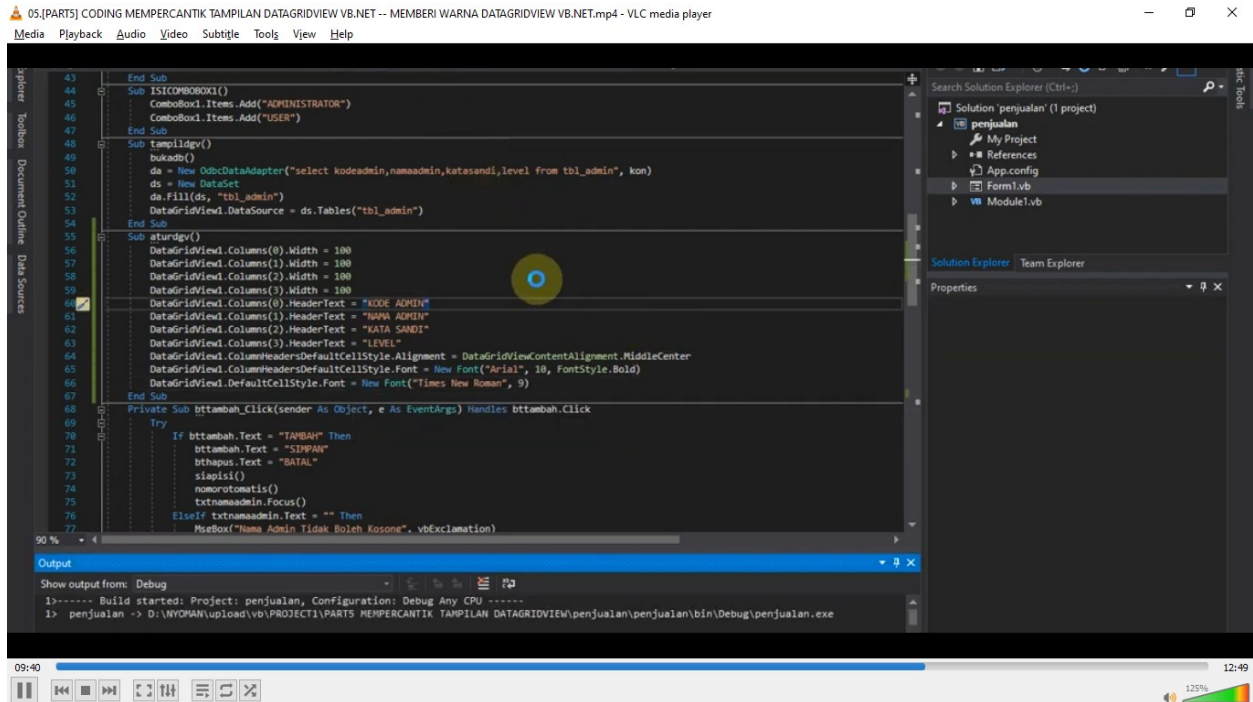 05.[PART5] CODING MEMPERCANTIK TAMPILAN DATAGRIDVIEW VB.NET -- MEMBERI WARNA DATAGRIDVIEW VB.NET.mp4 - VLC media player
Media Playback Audio Video Subtitle Tools View Help
xplorer
Toolbox
Document Outline
Data Sources
43 End Sub
44 Sub ISICOMBOBOX1()
45 ComboBox1.Items.Add("ADMINISTRATOR")
46 ComboBox1.Items.Add("USER")
47 End Sub
48 Sub tampildgv()
49 bukadb()
50 da = New OdbcDataAdapter("select kodeadmin,namaadmin,katasandi,level from tbl_admin", kon)
51 ds = New DataSet
52 da.Fill(ds, "tbl_admin")
53 DataGridView1.DataSource = ds.Tables("tbl_admin")
54 End Sub
55 Sub aturdgv()
56 DataGridView1.Columns(0).Width = 100
57 DataGridView1.Columns(1).Width = 100
58 DataGridView1.Columns(2).Width = 100
59 DataGridView1.Columns(3).Width = 100
60 DataGridView1.Columns(0).HeaderText = "KODE ADMIN"
61 DataGridView1.Columns(1).HeaderText = "NAMA ADMIN"
62 DataGridView1.Columns(2).HeaderText = "KATA SANDI"
63 DataGridView1.Columns(3).HeaderText = "LEVEL"
64 DataGridView1.ColumnHeadersDefaultCellStyle.Alignment = DataGridViewContentAlignment.MiddleCenter
65 DataGridView1.ColumnHeadersDefaultCellStyle.Font = New Font("Arial", 10, FontStyle.Bold)
66 DataGridView1.DefaultCellStyle.Font = New Font("Times New Roman", 9)
67 End Sub
68 Private Sub bttambah_Click(sender As Object, e As EventArgs) Handles bttambah.Click
69 Try
70 If bttambah.Text = "TAMBAH" Then
71 bttambah.Text = "SIMPAN"
72 bthapus.Text = "BATAL"
73 siapisi()
74 nomorotomatis()
75 txtnamaadmin.Focus()
76 ElseIf txtnamaadmin.Text = "" Then
77 MsgBox("Nama Admin Tidak Boleh Kosong", vbExclamation)
90 %
Search Solution Explorer (Ctrl+;)
Solution 'penjualan' (1 project)
VB penjualan
My Project
References
App.config
Form1.vb
VB Module1.vb
Solution Explorer Team Explorer
Properties
stic Tools
Output
Show output from: Debug
1>------ Build started: Project: penjualan, Configuration: Debug Any CPU ------
1> penjualan -> D:\NYOMAN\upload\vb\PROJECT1\PART5 MEMPERCANTIK TAMPILAN DATAGRIDVIEW\penjualan\penjualan\bin\Debug\penjualan.exe
09:40
12:49
125%